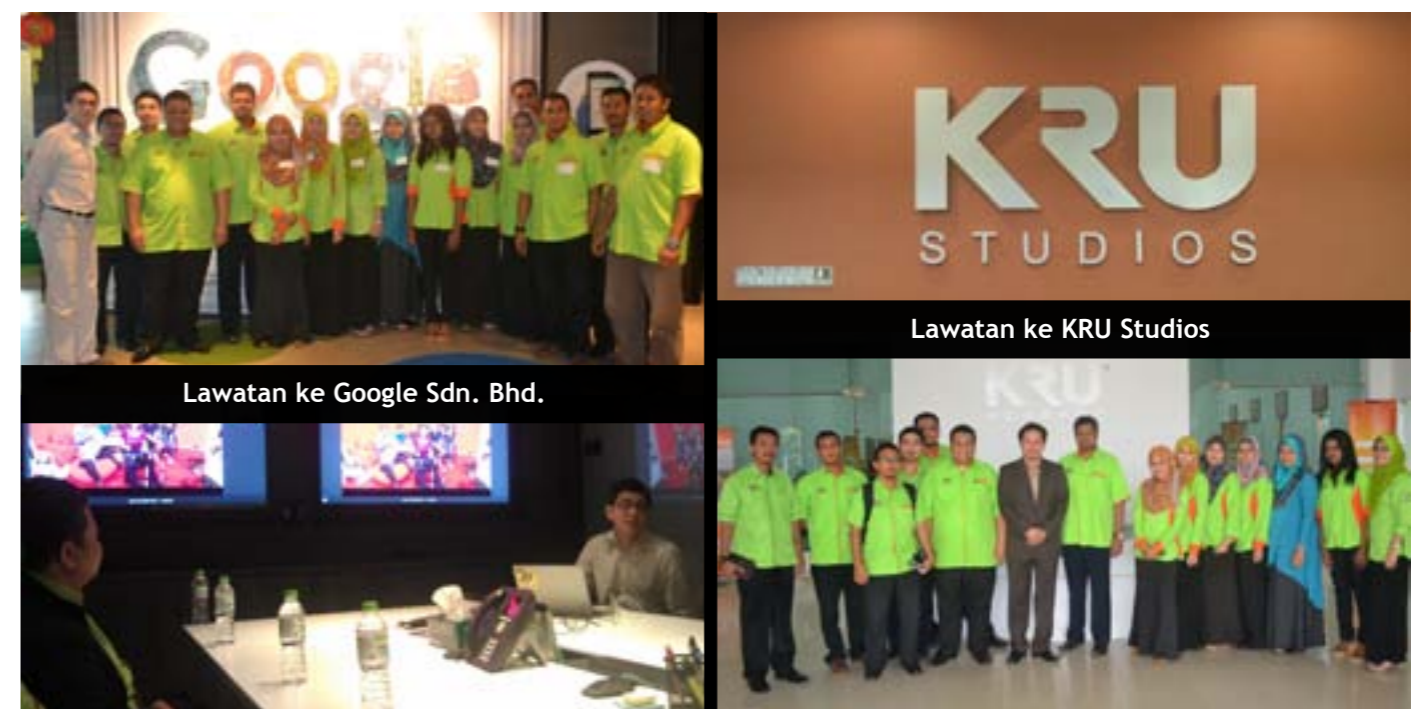 Google
Lawatan ke Google Sdn. Bhd.
KRU
STUDIOS
Lawatan ke KRU Studios
KRU